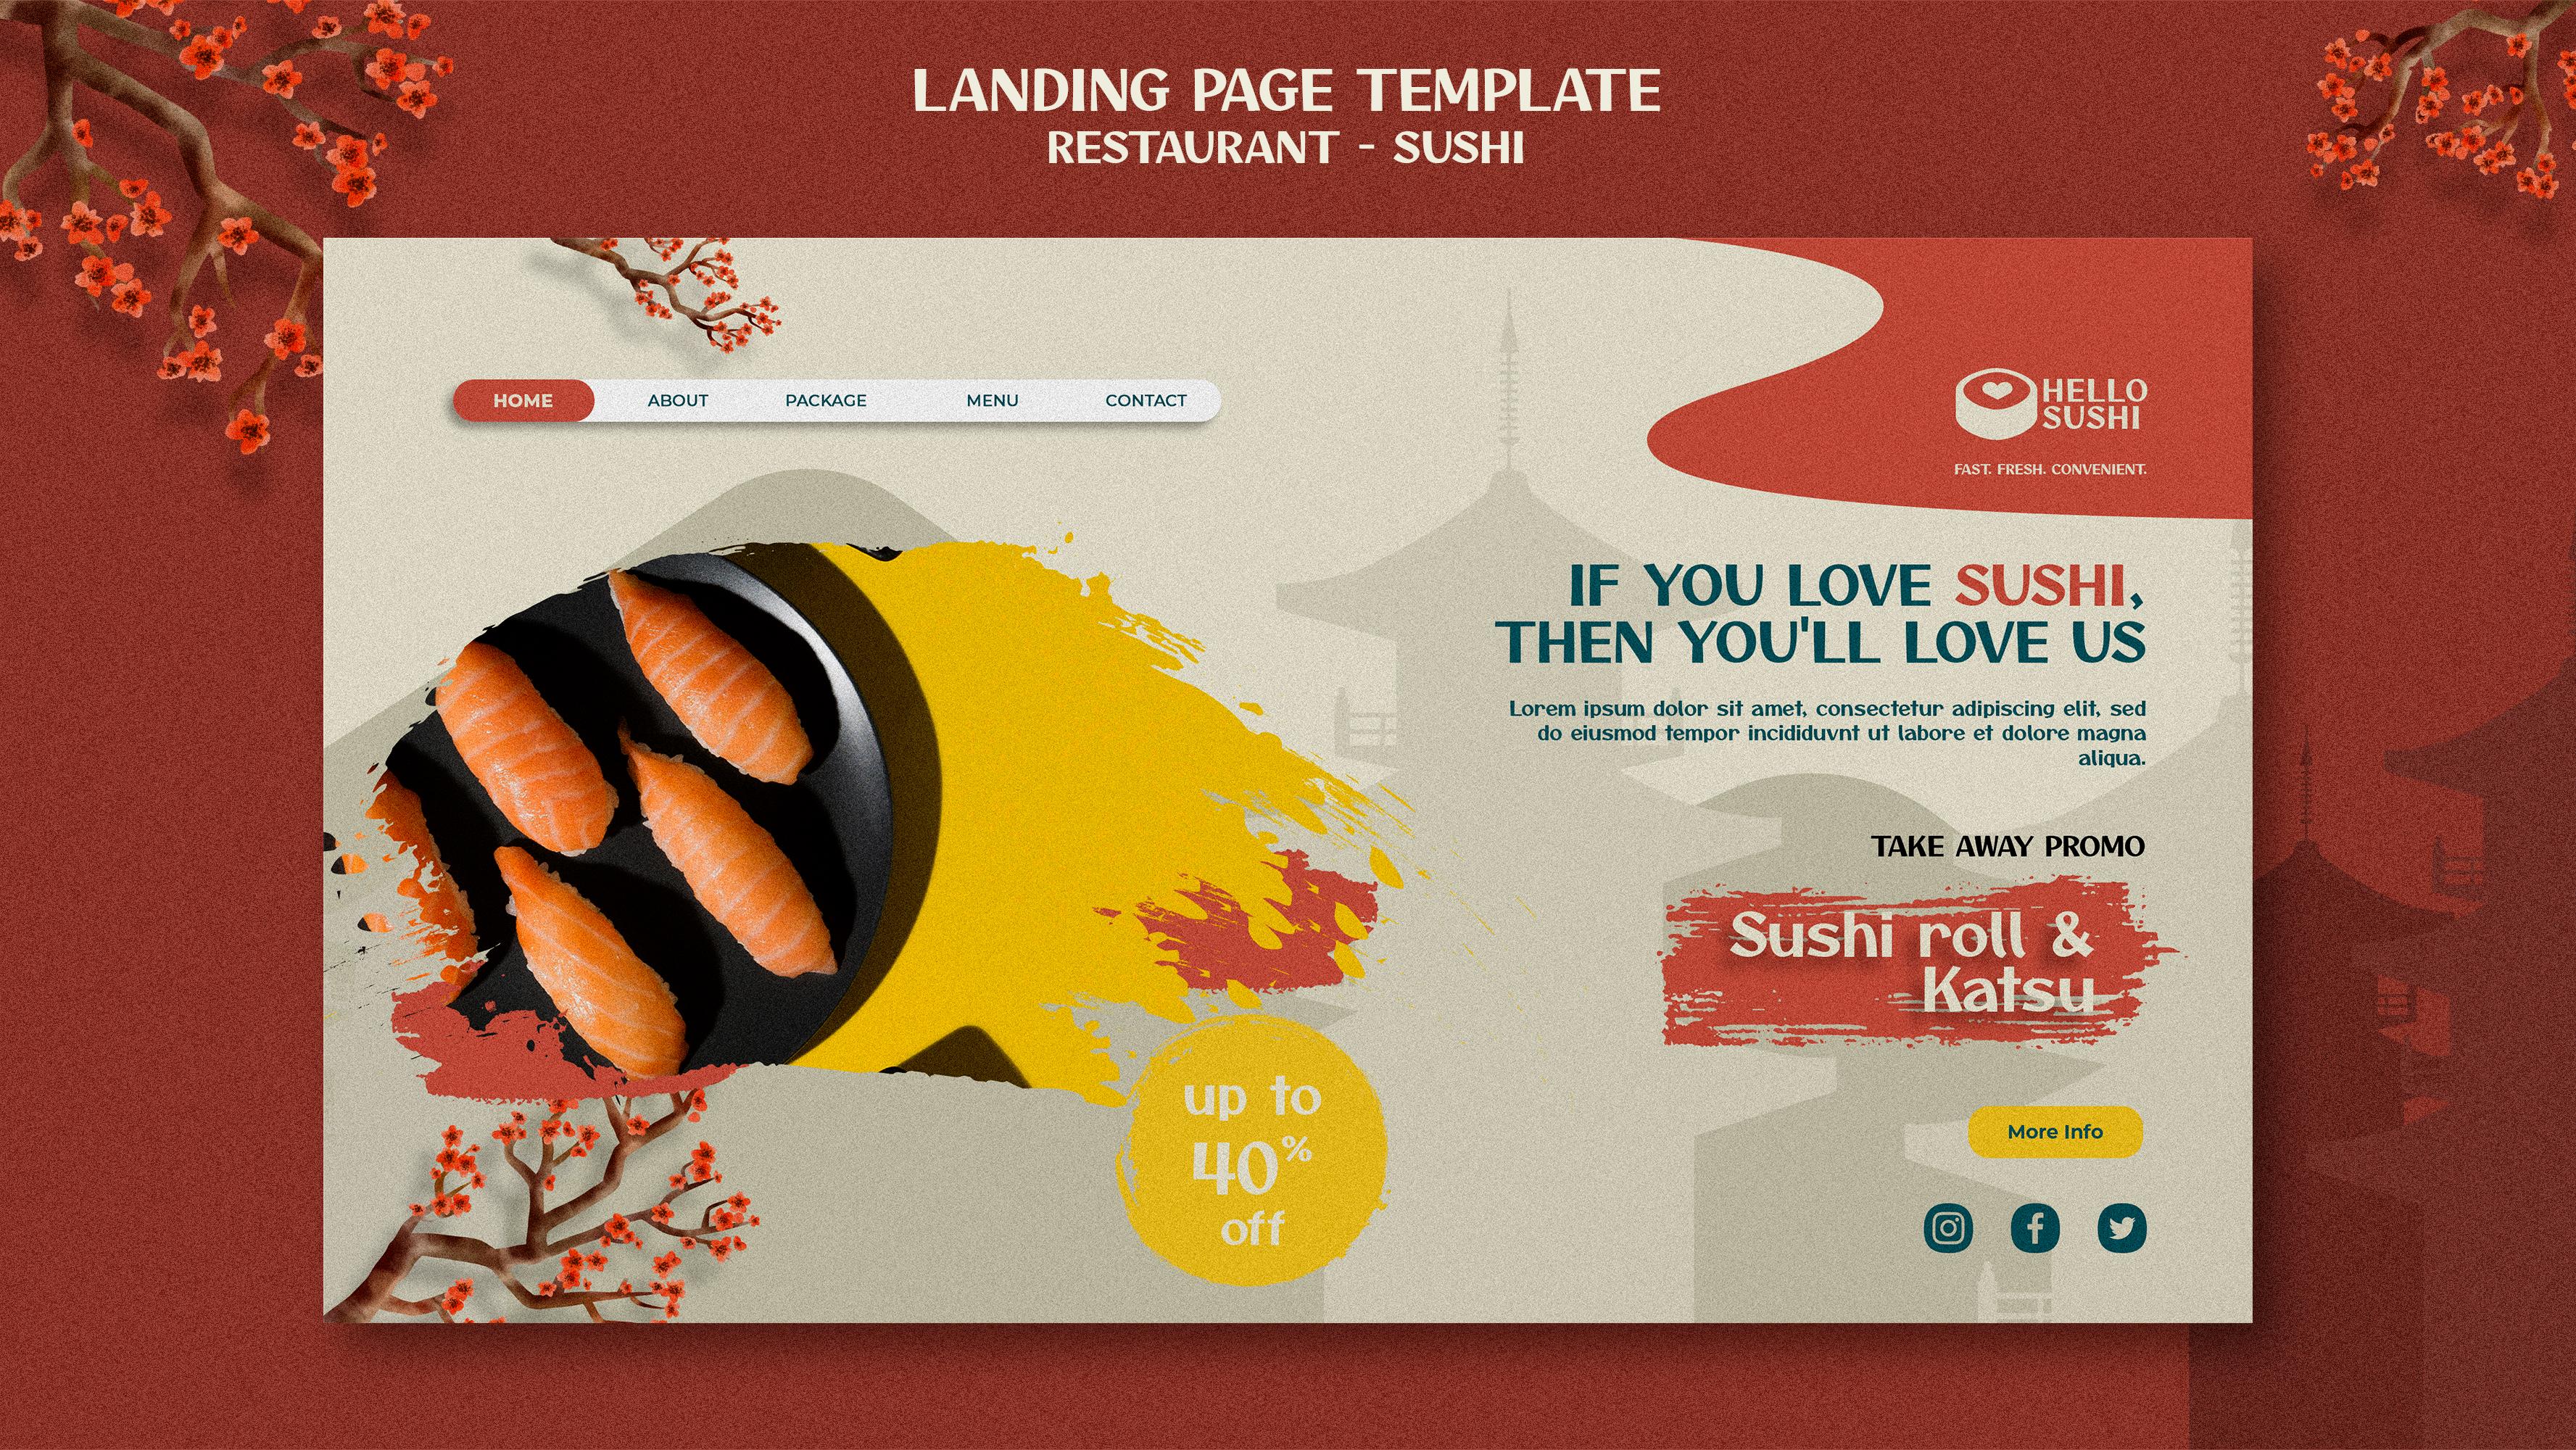 LANDING PAGE TEMPLATE
RESTAURANT - SUSHI
HOME ABOUT PACKAGE MENU CONTACT
HELLO
SUSHI
FAST. FRESH. CONVENIENT.
IF YOU LOVE SUSHI,
THEN YOU'LL LOVE US
Lorem ipsum dolor sit amet, consectetur adipiscing elit, sed
do eiusmod tempor incididuvnt ut labore et dolore magna
aliqua.
TAKE AWAY PROMO
Sushi roll &
Katsu
up to
40%
off
More Info